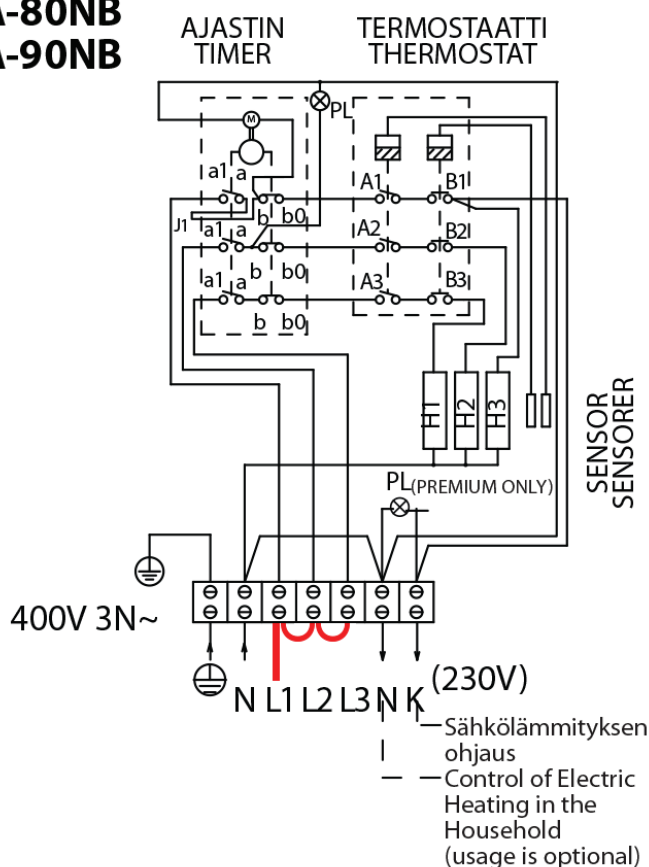 A-80NB
A-90NB
AJASTIN
TIMER
TERMOSTAATTI
THERMOSTAT
PL
M
a1 a
A1
B1
J1
b b0
a1 a
A2
B2
b b0
a1 a
A3
B3
b b0
H1
H2
H3
SENSOR
SENSORER
PL (PREMIUM ONLY)
400V 3N~
N L1 L2 L3 N K (230V)
Sähkölämmityksen
ohjaus
Control of Electric
Heating in the
Household
(usage is optional)